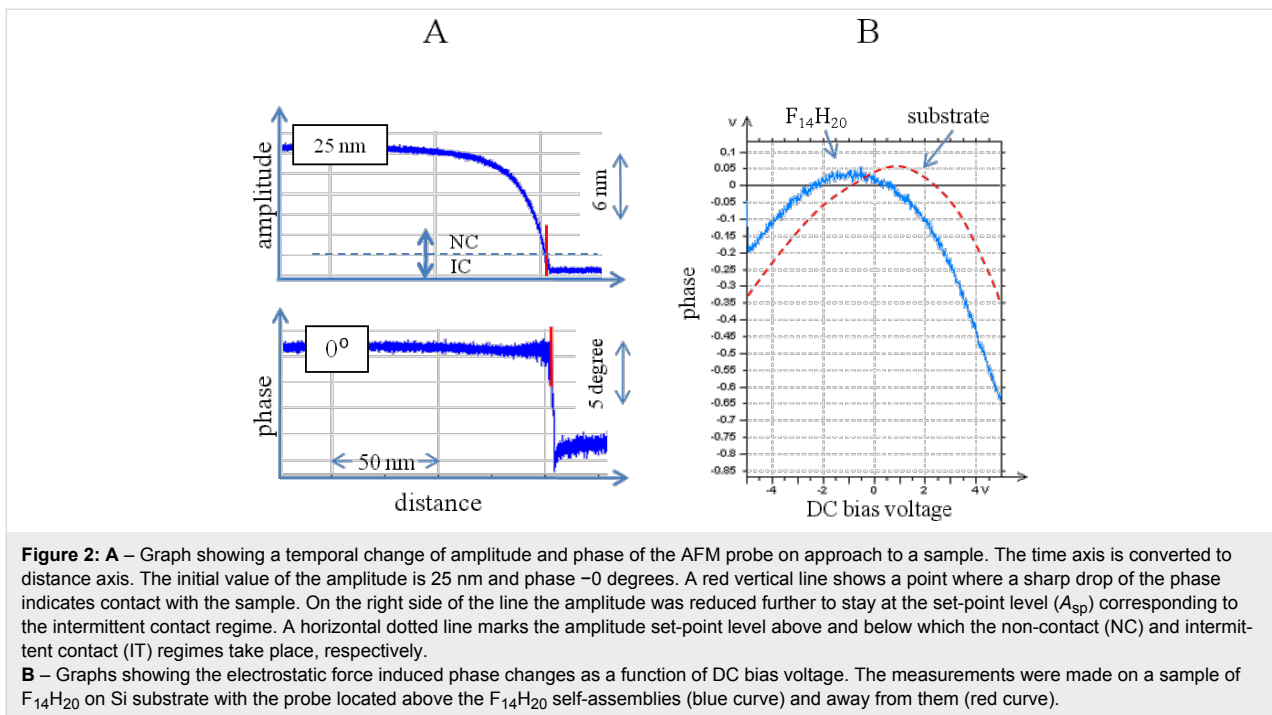 A
B
amplitude
25 nm
6 nm
NC
IC
phase
0°
5 degree
50 nm
distance
F₁₄H₂₀
substrate
V
0.1
0.05
0
-0.05
-0.1
-0.15
-0.2
-0.25
-0.3
-0.35
-0.4
-0.45
-0.5
-0.55
-0.6
-0.65
-0.7
-0.75
-0.8
-0.85
phase
-4 -2 0 2 4V
DC bias voltage
Figure 2: A – Graph showing a temporal change of amplitude and phase of the AFM probe on approach to a sample. The time axis is converted to
distance axis. The initial value of the amplitude is 25 nm and phase −0 degrees. A red vertical line shows a point where a sharp drop of the phase
indicates contact with the sample. On the right side of the line the amplitude was reduced further to stay at the set-point level (Asp) corresponding to
the intermittent contact regime. A horizontal dotted line marks the amplitude set-point level above and below which the non-contact (NC) and intermit-
tent contact (IT) regimes take place, respectively.
B – Graphs showing the electrostatic force induced phase changes as a function of DC bias voltage. The measurements were made on a sample of
F₁₄H₂₀ on Si substrate with the probe located above the F₁₄H₂₀ self-assemblies (blue curve) and away from them (red curve).